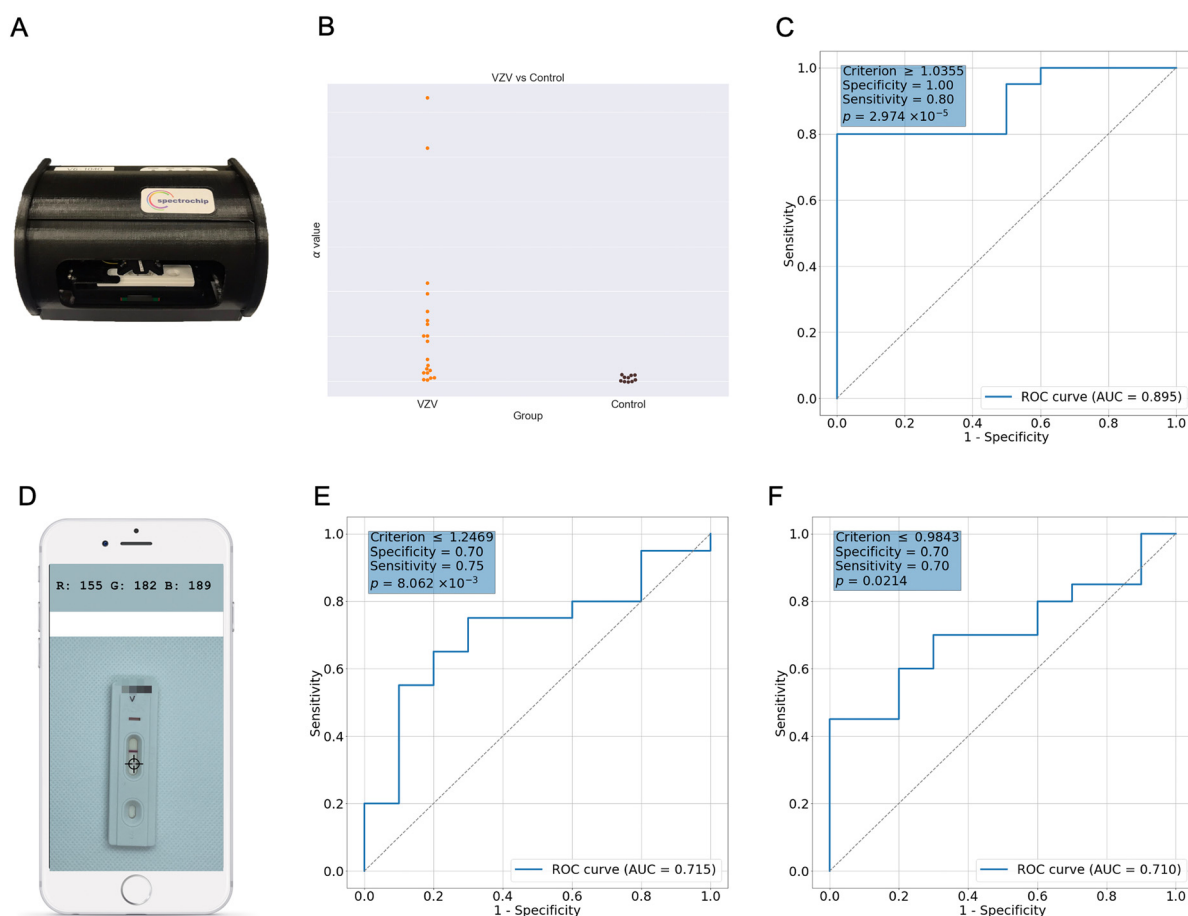 A
spectrochip
B
VZV vs Control
α value
VZV
Control
Group
C
1.0
0.8
0.6
0.4
0.2
0.0
Sensitivity
Criterion ≥ 1.0355
Specificity = 1.00
Sensitivity = 0.80
p = 2.974 ×10⁻⁵
ROC curve (AUC = 0.895)
0.0 0.2 0.4 0.6 0.8 1.0
1 - Specificity
D
R: 155 G: 182 B: 189
V
E
1.0
0.8
0.6
0.4
0.2
0.0
Sensitivity
Criterion ≤ 1.2469
Specificity = 0.70
Sensitivity = 0.75
p = 8.062 ×10⁻³
ROC curve (AUC = 0.715)
0.0 0.2 0.4 0.6 0.8 1.0
1 - Specificity
F
1.0
0.8
0.6
0.4
0.2
0.0
Sensitivity
Criterion ≤ 0.9843
Specificity = 0.70
Sensitivity = 0.70
p = 0.0214
ROC curve (AUC = 0.710)
0.0 0.2 0.4 0.6 0.8 1.0
1 - Specificity